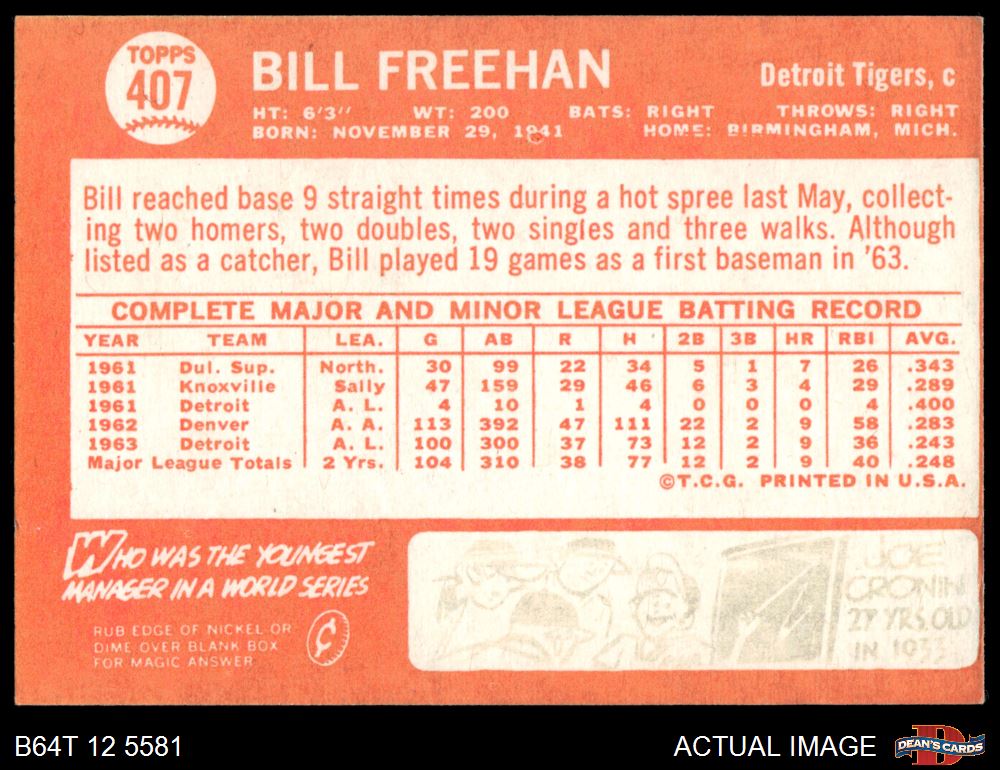 TOPPS
407
BILL FREEHAN
Detroit Tigers, c
HT: 6'3" WT: 200 BATS: RIGHT THROWS: RIGHT
BORN: NOVEMBER 29, 1941 HOME: BIRMINGHAM, MICH.
Bill reached base 9 straight times during a hot spree last May, collect-
ing two homers, two doubles, two singles and three walks. Although
listed as a catcher, Bill played 19 games as a first baseman in '63.
COMPLETE MAJOR AND MINOR LEAGUE BATTING RECORD
YEAR TEAM LEA. G AB R H 2B 3B HR RBI AVG.
1961 Dul. Sup. North. 30 99 22 34 5 1 7 26 .343
1961 Knoxville Sally 47 159 29 46 6 3 4 29 .289
1961 Detroit A. L. 4 10 1 4 0 0 0 4 .400
1962 Denver A. A. 113 392 47 111 22 2 9 58 .283
1963 Detroit A. L. 100 300 37 73 12 2 9 36 .243
Major League Totals 2 Yrs. 104 310 38 77 12 2 9 40 .248
©T.C.G. PRINTED IN U.S.A.
WHO WAS THE YOUNGEST
MANAGER IN A WORLD SERIES
RUB EDGE OF NICKEL OR
DIME OVER BLANK BOX
FOR MAGIC ANSWER
¢
JOE
CRONIN
27 YRS. OLD
IN 1933
B64T 12 5581
ACTUAL IMAGE
DEAN'S CARDS